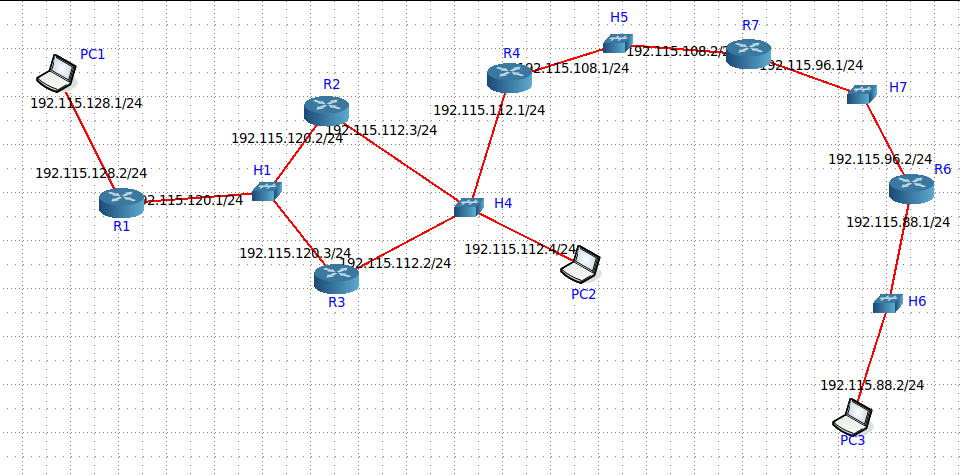 H5
R7
PC1
R4
192.115.108.2/2
192.115.108.1/24
192.115.96.1/24
R2
H7
192.115.128.1/24
192.115.112.1/24
192.115.120.2/24
192.115.112.3/24
192.115.96.2/24
R6
192.115.128.2/24
H1
192.115.120.1/24
H4
R1
192.115.88.1/24
192.115.120.3/24
192.115.112.4/24
192.115.112.2/24
PC2
R3
H6
192.115.88.2/24
PC3